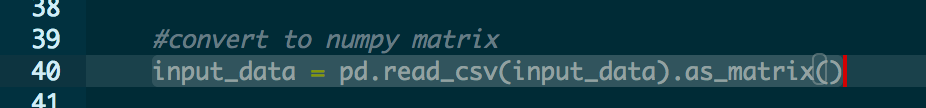 38
39 #convert to numpy matrix
40 input_data = pd.read_csv(input_data).as_matrix()
41